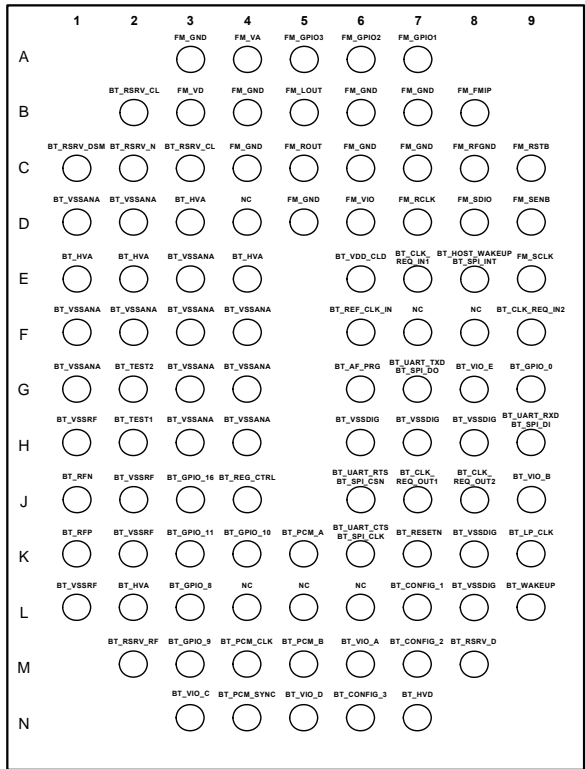 1 2 3 4 5 6 7 8 9
A FM_GND FM_VA FM_GPIO3 FM_GPIO2 FM_GPIO1
B BT_RSRV_CL FM_VD FM_GND FM_LOUT FM_GND FM_GND FM_FMIP
C BT_RSRV_DSM BT_RSRV_N BT_RSRV_CL FM_GND FM_ROUT FM_GND FM_GND FM_RFGND FM_RSTB
D BT_VSSANA BT_VSSANA BT_HVA NC FM_GND FM_VIO FM_RCLK FM_SDIO FM_SENB
E BT_HVA BT_HVA BT_VSSANA BT_HVA BT_VDD_CLD BT_CLK_ REQ_IN1 BT_HOST_WAKEUP BT_SPI_INT FM_SCLK
F BT_VSSANA BT_VSSANA BT_VSSANA BT_VSSANA BT_REF_CLK_IN NC NC BT_CLK_REQ_IN2
G BT_VSSANA BT_TEST2 BT_VSSANA BT_VSSANA BT_AF_PRG BT_UART_TXD BT_SPI_DO BT_VIO_E BT_GPIO_0
H BT_VSSRF BT_TEST1 BT_VSSANA BT_VSSANA BT_VSSDIG BT_VSSDIG BT_VSSDIG BT_UART_RXD BT_SPI_DI
J BT_RFN BT_VSSRF BT_GPIO_16 BT_REG_CTRL BT_UART_RTS BT_SPI_CSN BT_CLK_ REQ_OUT1 BT_CLK_ REQ_OUT2 BT_VIO_B
K BT_RFP BT_VSSRF BT_GPIO_11 BT_GPIO_10 BT_PCM_A BT_UART_CTS BT_SPI_CLK BT_RESETN BT_VSSDIG BT_LP_CLK
L BT_VSSRF BT_HVA BT_GPIO_8 NC NC NC BT_CONFIG_1 BT_VSSDIG BT_WAKEUP
M BT_RSRV_RF BT_GPIO_9 BT_PCM_CLK BT_PCM_B BT_VIO_A BT_CONFIG_2 BT_RSRV_D
N BT_VIO_C BT_PCM_SYNC BT_VIO_D BT_CONFIG_3 BT_HVD